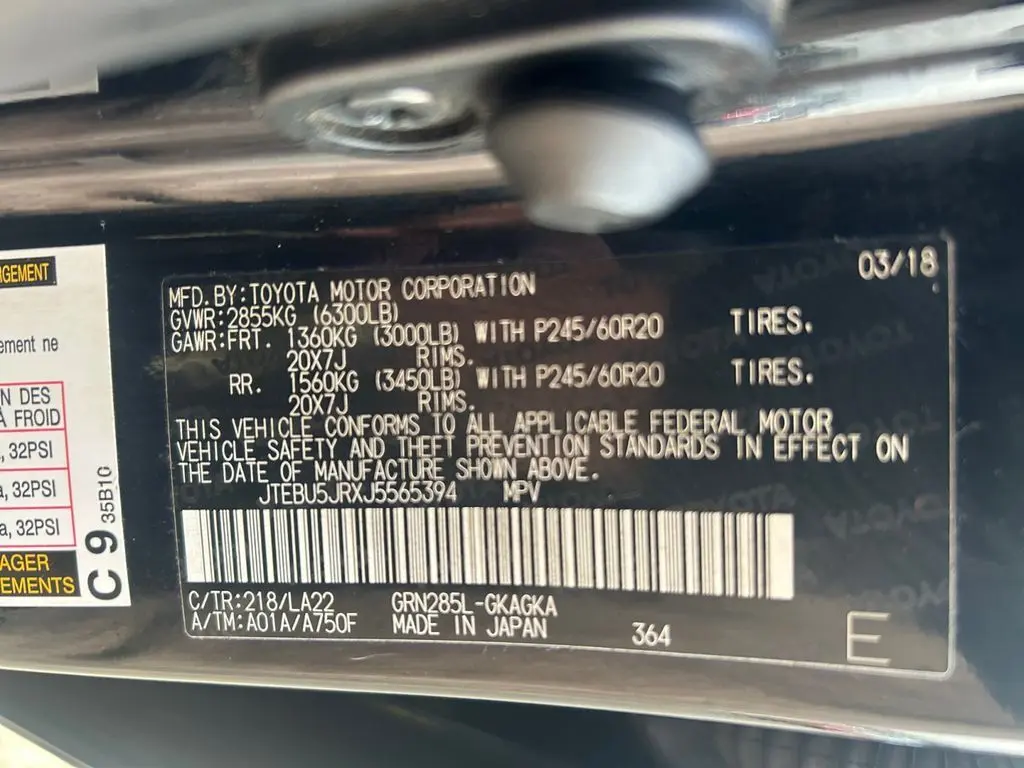 RGEMENT
ement ne
N DES
À FROID
a, 32PSI
a, 32PSI
a, 32PSI
AGER
EMENTS
C 9
35B10
03/18
MFD. BY:TOYOTA MOTOR CORPORATION
GVWR:2855KG (6300LB)
GAWR:FRT. 1360KG (3000LB) WITH P245/60R20 TIRES.
20X7J RIMS.
RR. 1560KG (3450LB) WITH P245/60R20 TIRES.
20X7J RIMS.
THIS VEHICLE CONFORMS TO ALL APPLICABLE FEDERAL MOTOR
VEHICLE SAFETY AND THEFT PREVENTION STANDARDS IN EFFECT ON
THE DATE OF MANUFACTURE SHOWN ABOVE.
JTEBU5JRXJ5565394 MPV
C/TR:218/LA22 GRN285L-GKAGKA
A/TM:A01A/A750F MADE IN JAPAN 364
E